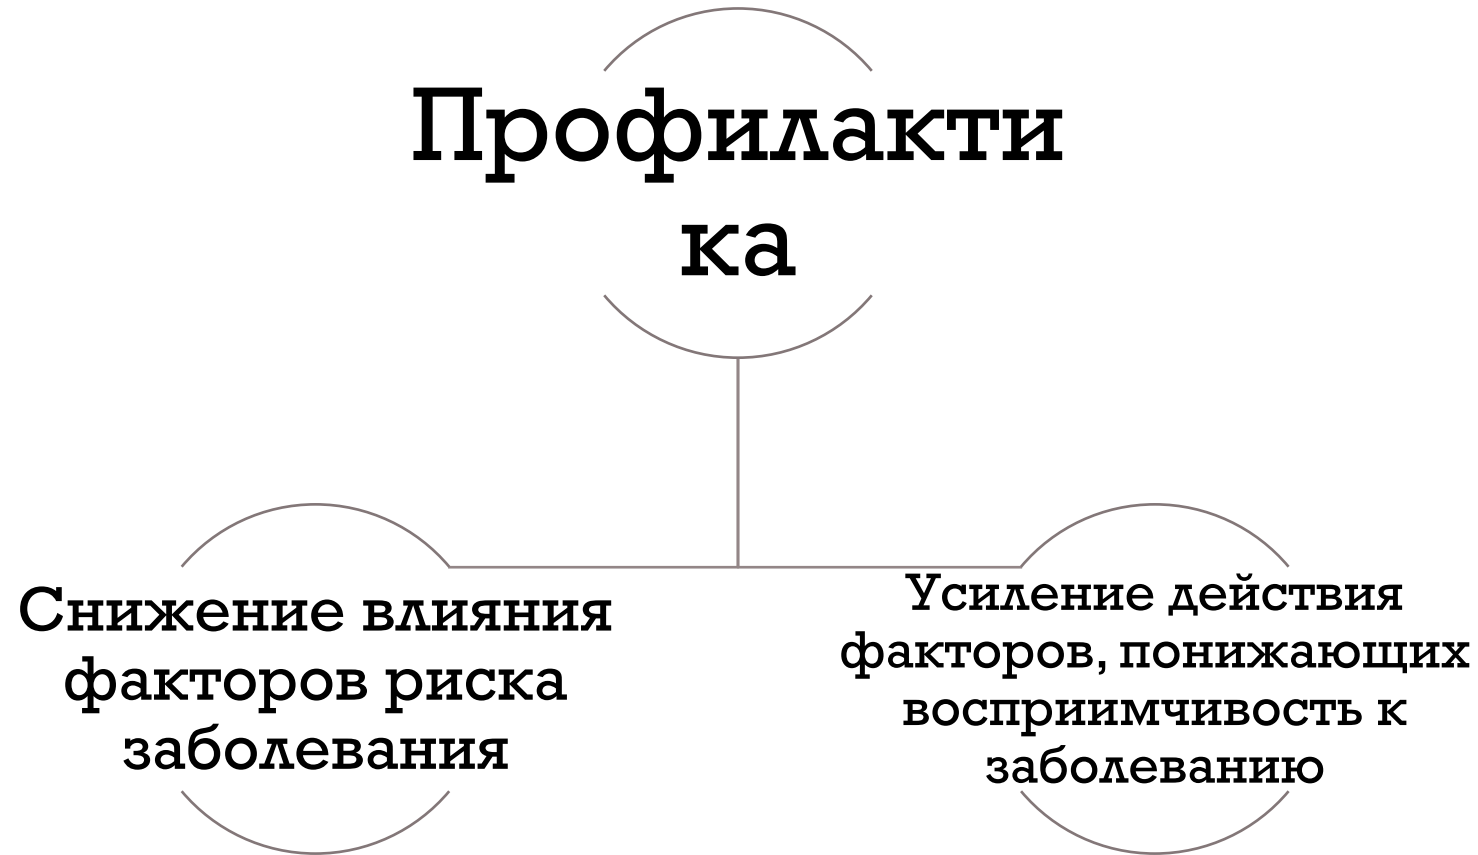 Профилакти
ка
Снижение влияния
факторов риска
заболевания
Усиление действия
факторов, понижающих
восприимчивость к
заболеванию